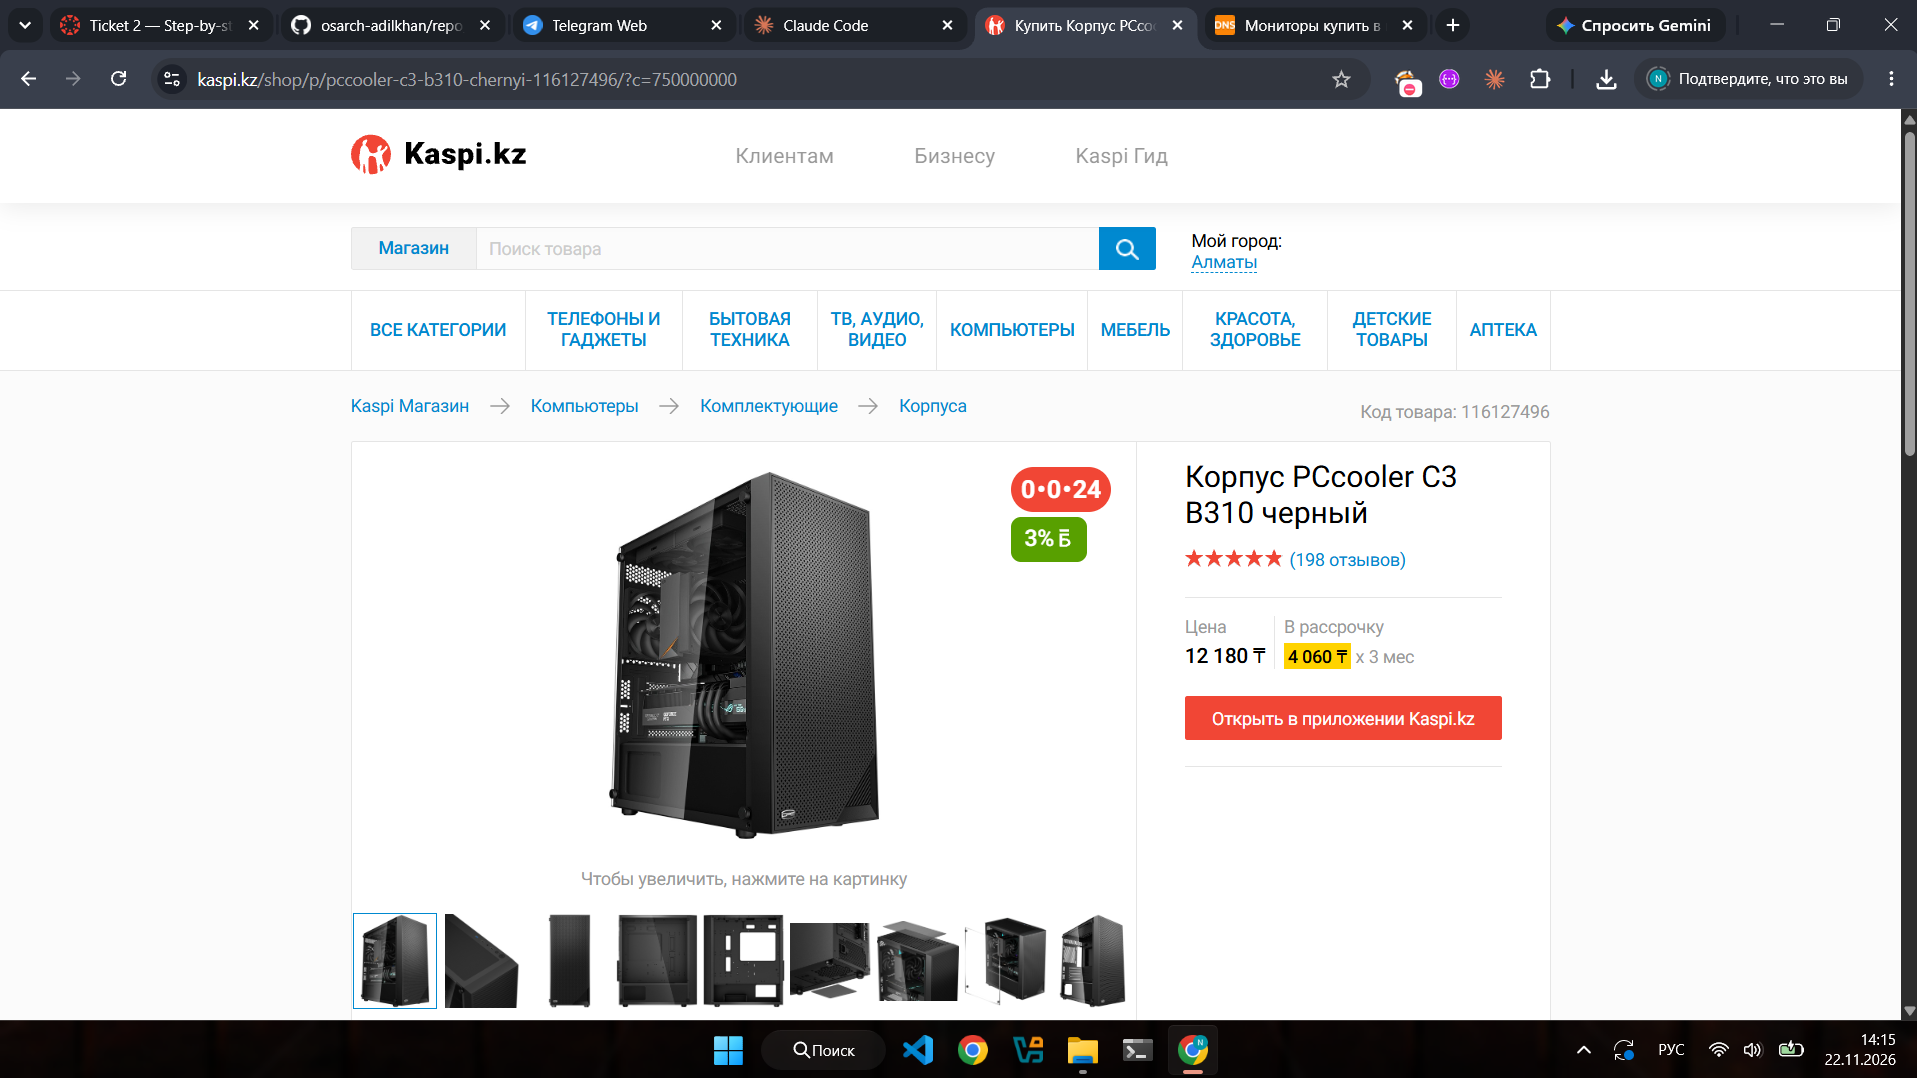 Ticket 2 — Step-by-st
osarch-adilkhan/repo
Telegram Web
Claude Code
Купить Корпус PCcoo
DNS
Мониторы купить в
Спросить Gemini
kaspi.kz/shop/p/pccooler-c3-b310-chernyi-116127496/?c=750000000
N
Подтвердите, что это вы
Kaspi.kz
Клиентам
Бизнесу
Kaspi Гид
Магазин
Поиск товара
Мой город:
Алматы
ВСЕ КАТЕГОРИИ
ТЕЛЕФОНЫ И
ГАДЖЕТЫ
БЫТОВАЯ
ТЕХНИКА
ТВ, АУДИО,
ВИДЕО
КОМПЬЮТЕРЫ
МЕБЕЛЬ
КРАСОТА,
ЗДОРОВЬЕ
ДЕТСКИЕ
ТОВАРЫ
АПТЕКА
Kaspi Магазин
Компьютеры
Комплектующие
Корпуса
Код товара: 116127496
0•0•24
3% Б
Корпус PCcooler C3
B310 черный
(198 отзывов)
Цена
12 180 ₸
В рассрочку
4 060 ₸ x 3 мес
Открыть в приложении Kaspi.kz
Чтобы увеличить, нажмите на картинку
Поиск
РУС
14:15
22.11.2026